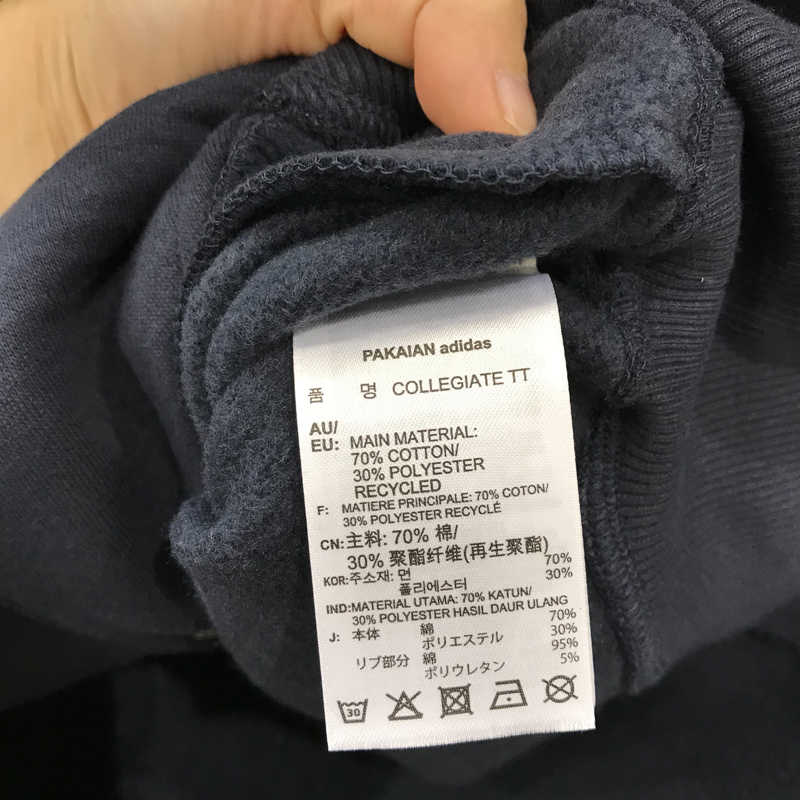 PAKAIAN adidas
품 명 COLLEGIATE TT
AU/
EU: MAIN MATERIAL:
70% COTTON/
30% POLYESTER
RECYCLED
F: MATIERE PRINCIPALE: 70% COTON/
30% POLYESTER RECYCLÉ
CN: 主料: 70% 棉/
30% 聚酯纤维(再生聚酯)
KOR: 주소재: 면 70%
폴리에스터 30%
IND: MATERIAL UTAMA: 70% KATUN/
30% POLYESTER HASIL DAUR ULANG
J: 本体 綿 70%
ポリエステル 30%
リブ部分 綿 95%
ポリウレタン 5%
30